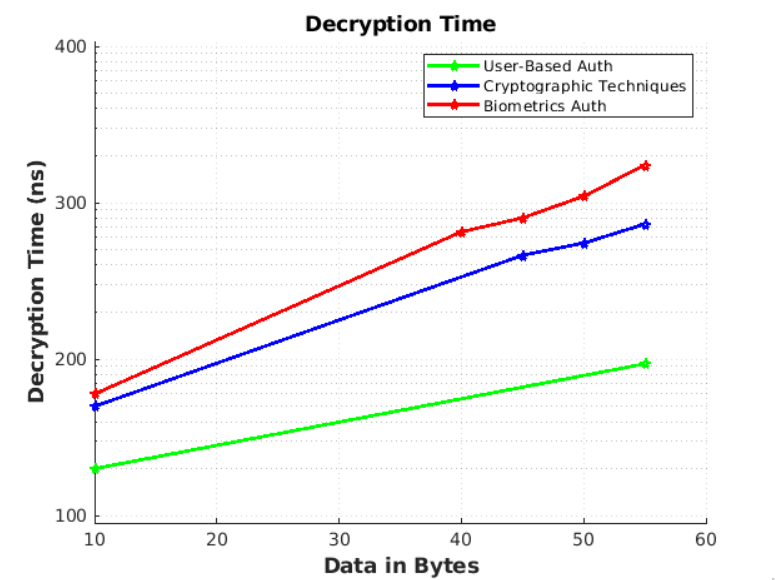 Decryption Time
400
User-Based Auth
Cryptographic Techniques
Biometrics Auth
Decryption Time (ns)
300
200
100
10 20 30 40 50 60
Data in Bytes